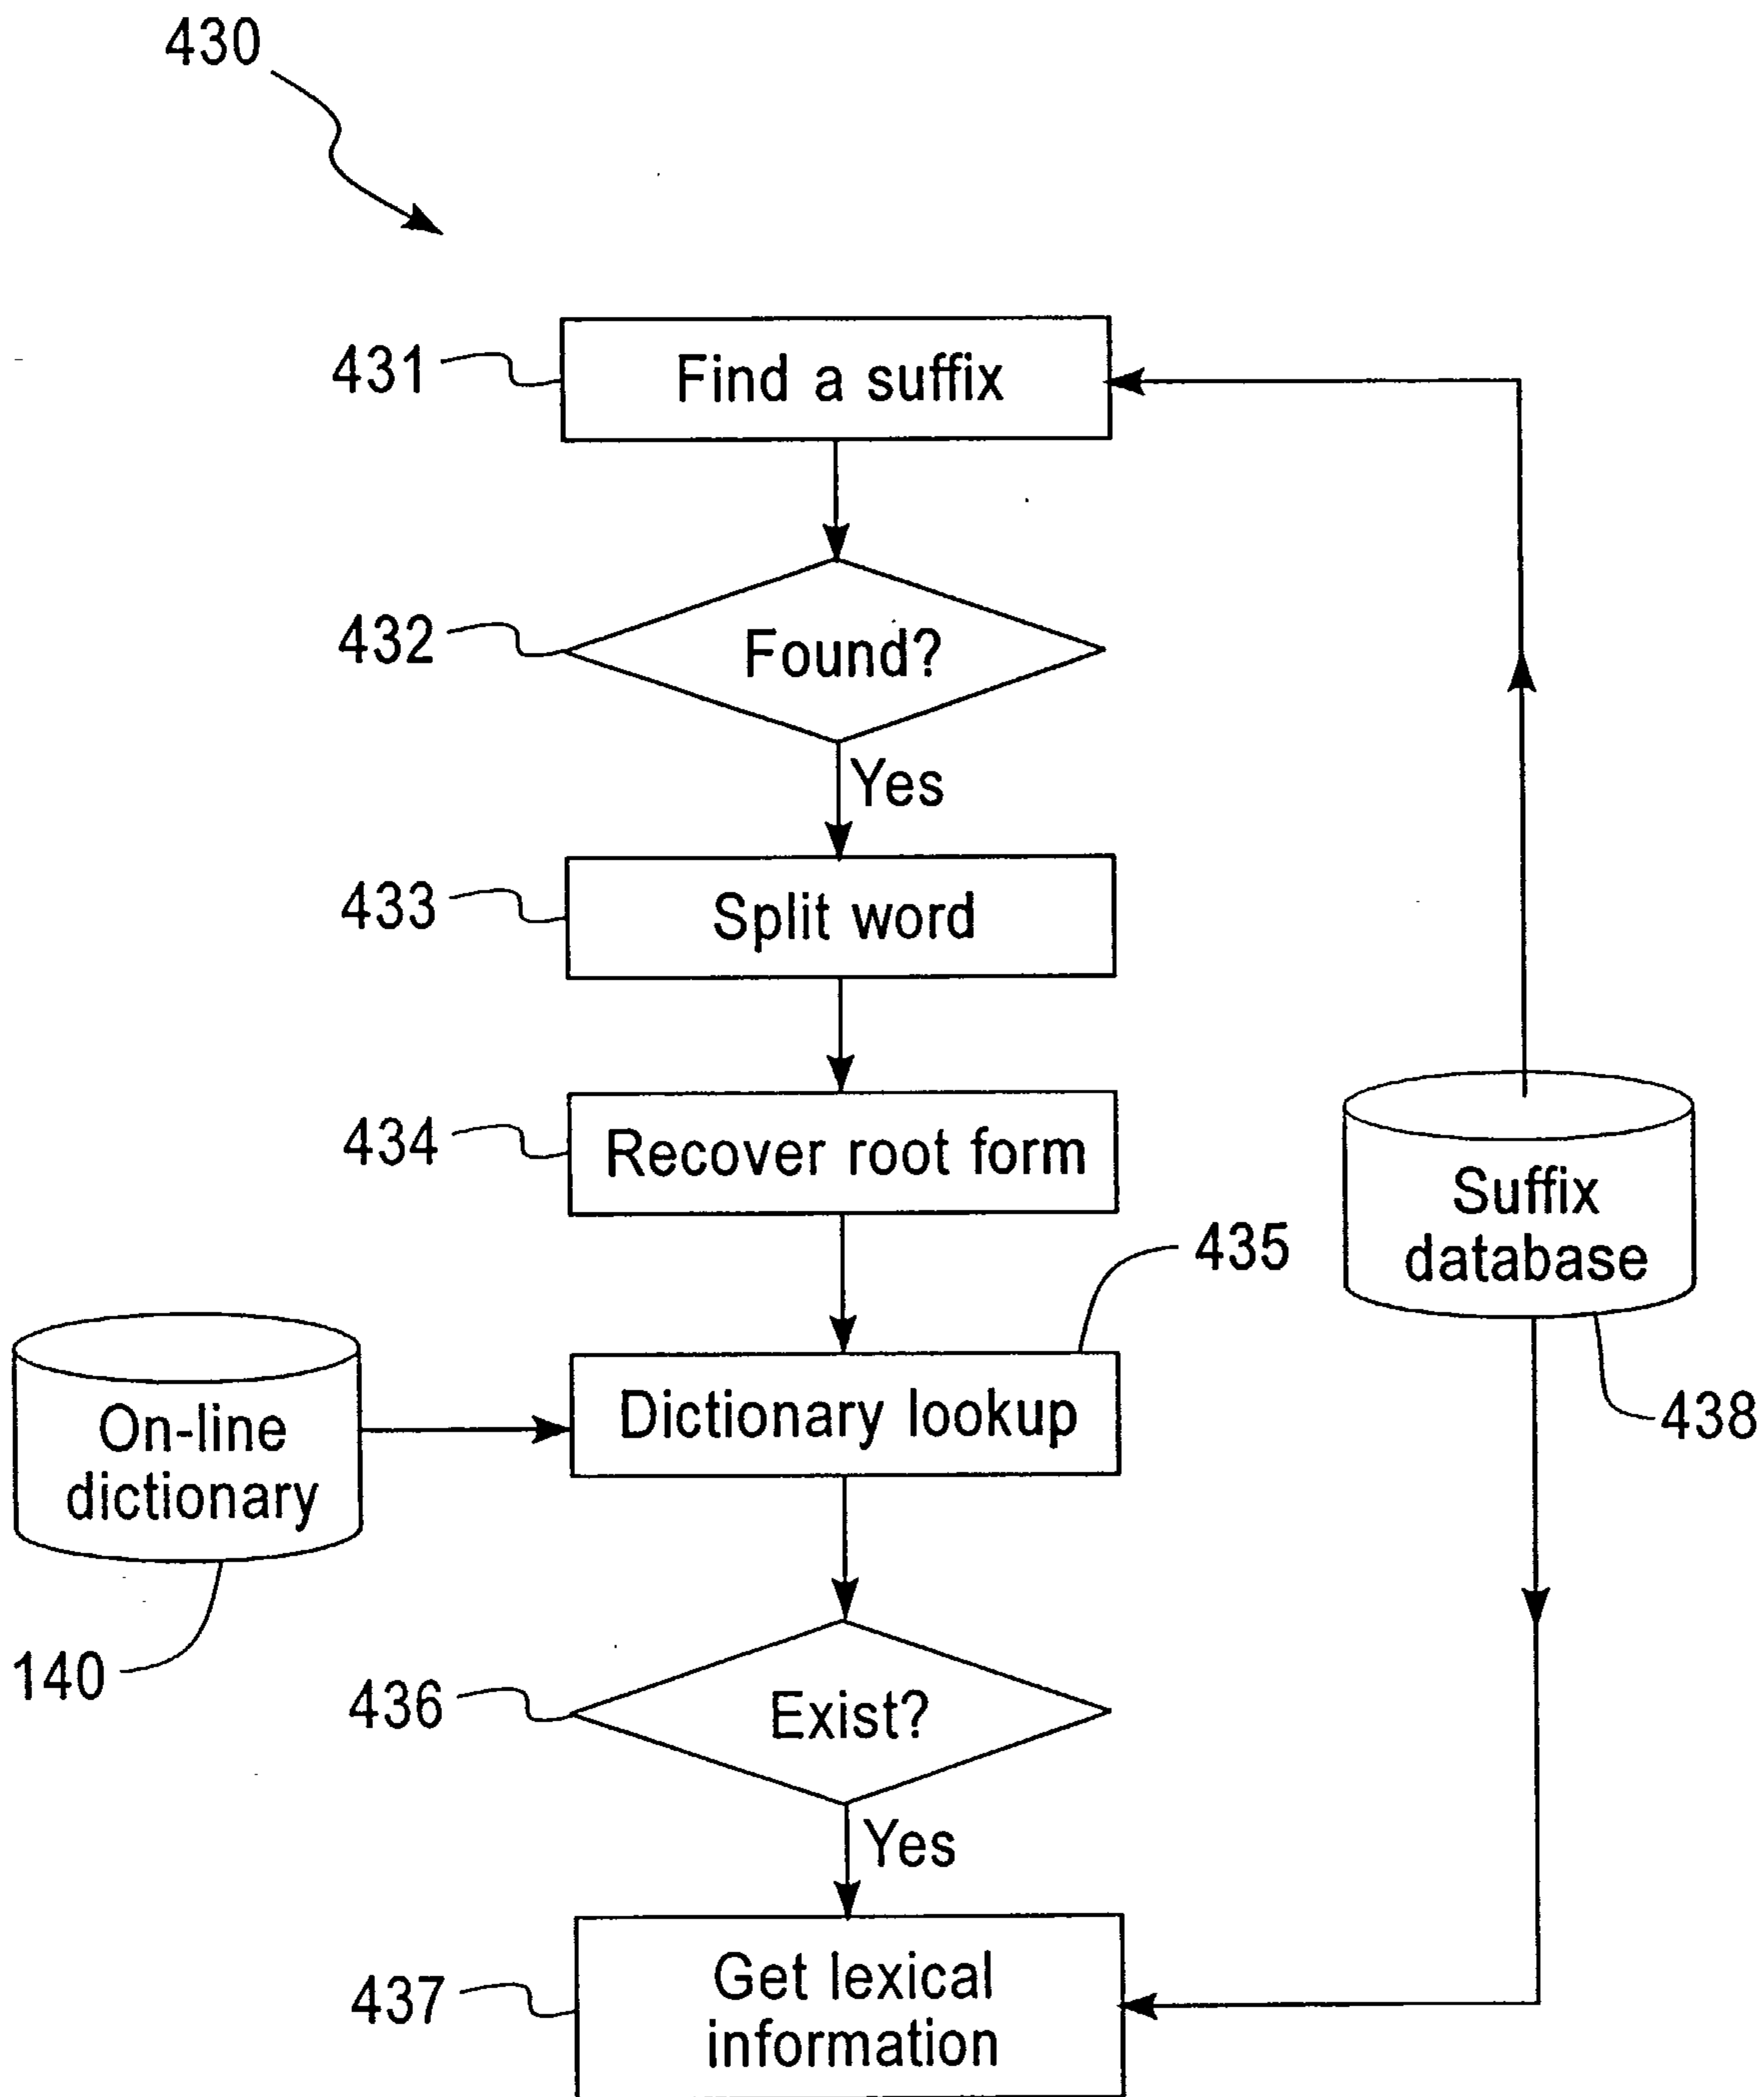 430
431
Find a suffix
432
Found?
Yes
433
Split word
434
Recover root form
Suffix
database
435
438
On-line
dictionary
Dictionary lookup
140
436
Exist?
Yes
437
Get lexical
information